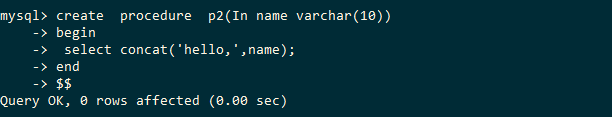 mysql> create  procedure  p2(In name varchar(10))
    -> begin
    ->  select concat('hello,',name);
    -> end
    -> $$
Query OK, 0 rows affected (0.00 sec)